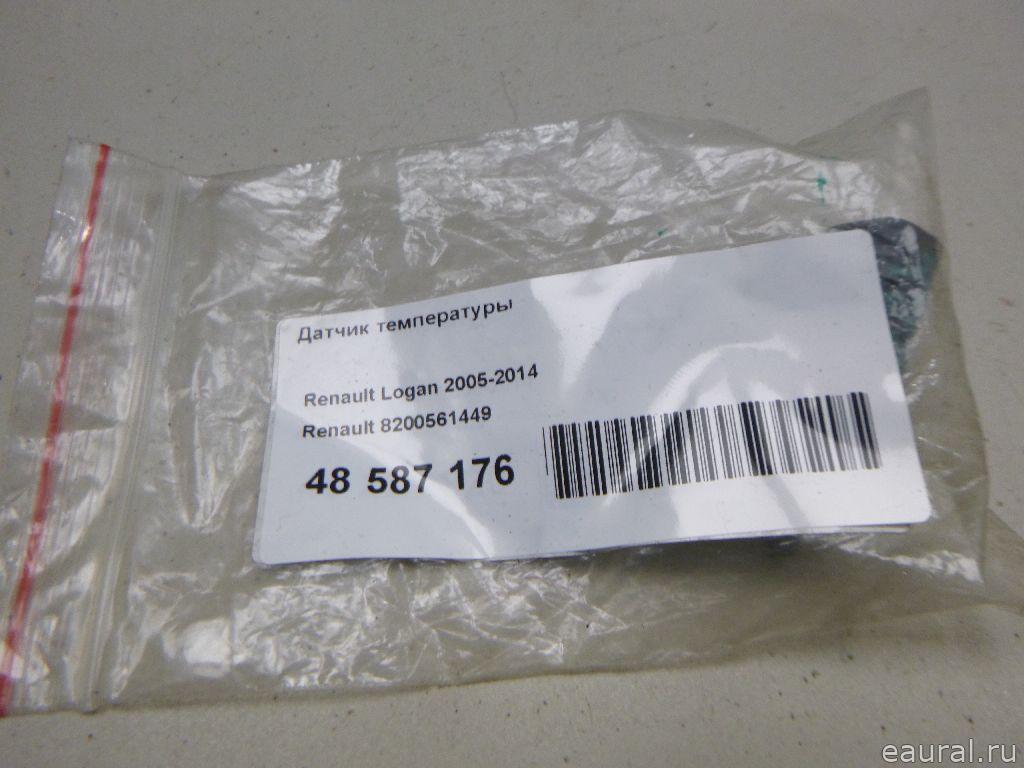 Датчик температуры
Renault Logan 2005-2014
Renault 8200561449
48 587 176
eaural.ru